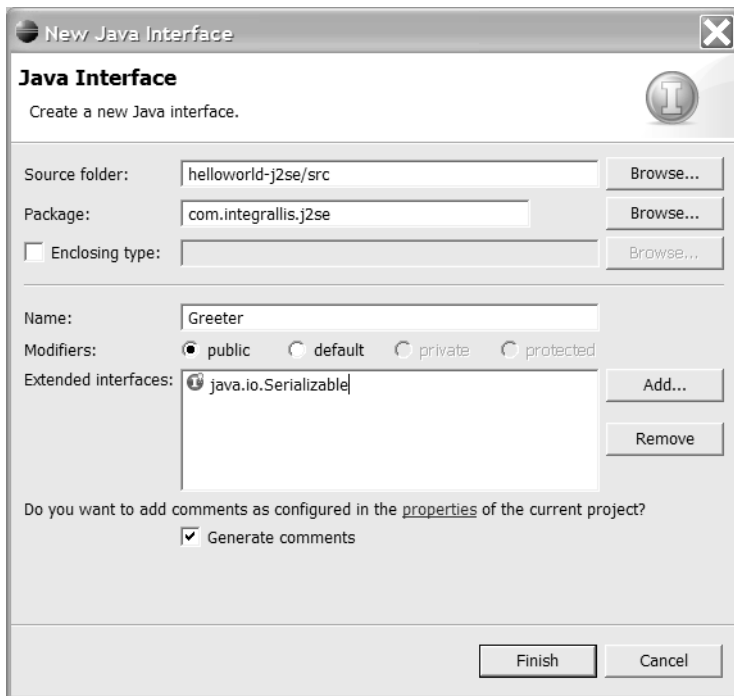 New Java Interface
Java Interface
Create a new Java interface.
Source folder: helloworld-j2se/src Browse...
Package: com.integrallis.j2se Browse...
Enclosing type: Browse...
Name: Greeter
Modifiers: public default private protected
Extended interfaces: java.io.Serializable Add...
Remove
Do you want to add comments as configured in the properties of the current project?
Generate comments
Finish Cancel